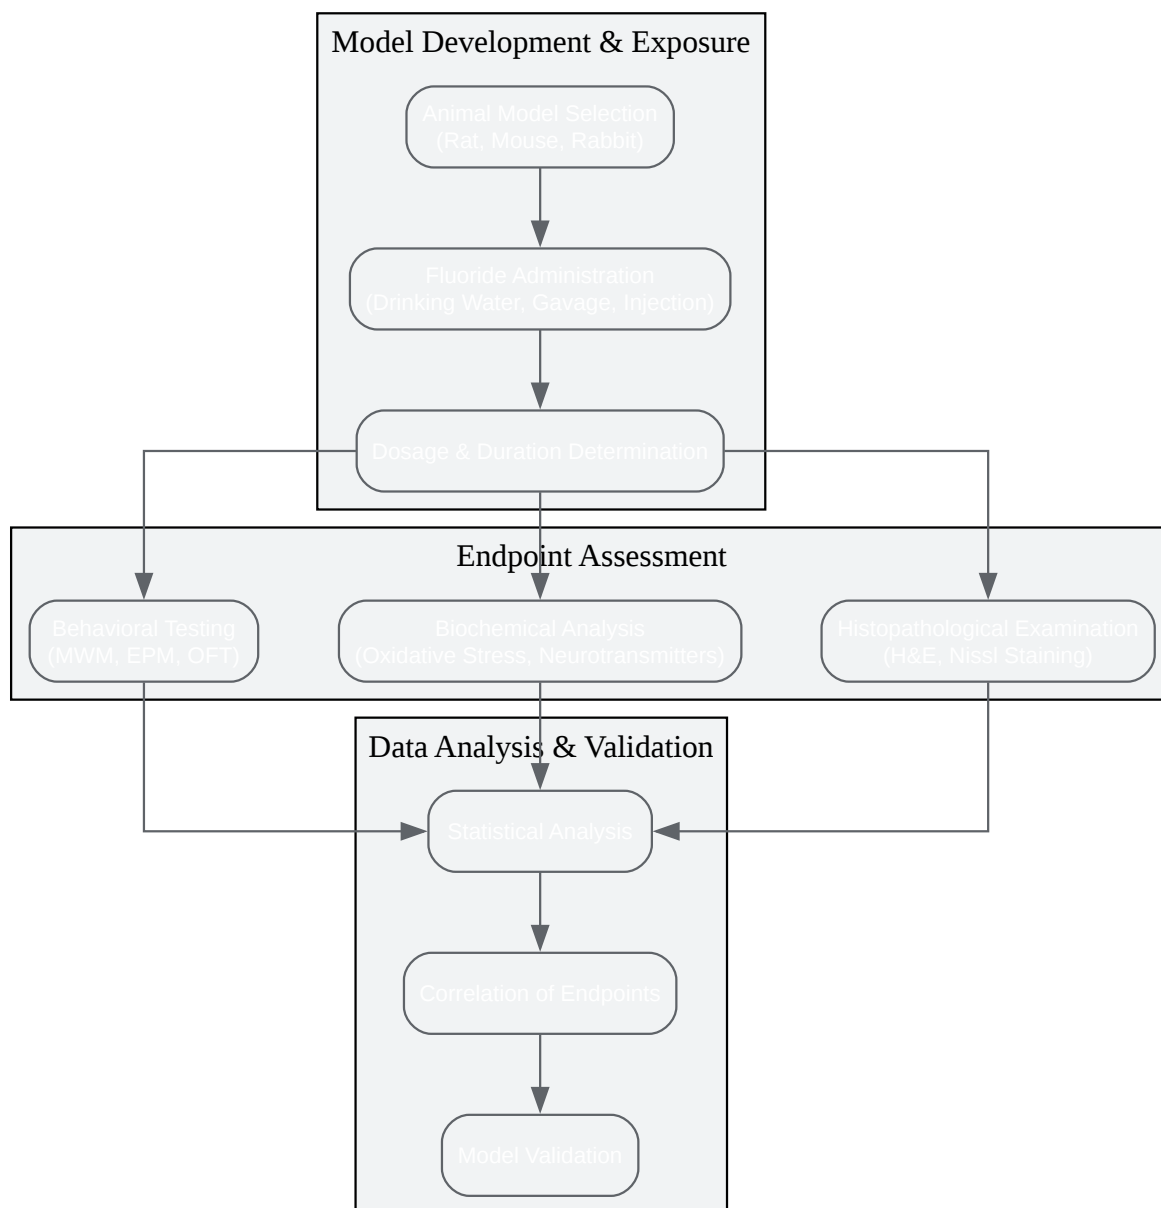 Model Development & Exposure
Animal Model Selection
(Rat, Mouse, Rabbit)
Fluoride Administration
(Drinking Water, Gavage, Injection)
Dosage & Duration Determination
Endpoint Assessment
Behavioral Testing
(MWM, EPM, OFT)
Biochemical Analysis
(Oxidative Stress, Neurotransmitters)
Histopathological Examination
(H&E, Nissl Staining)
Data Analysis & Validation
Statistical Analysis
Correlation of Endpoints
Model Validation